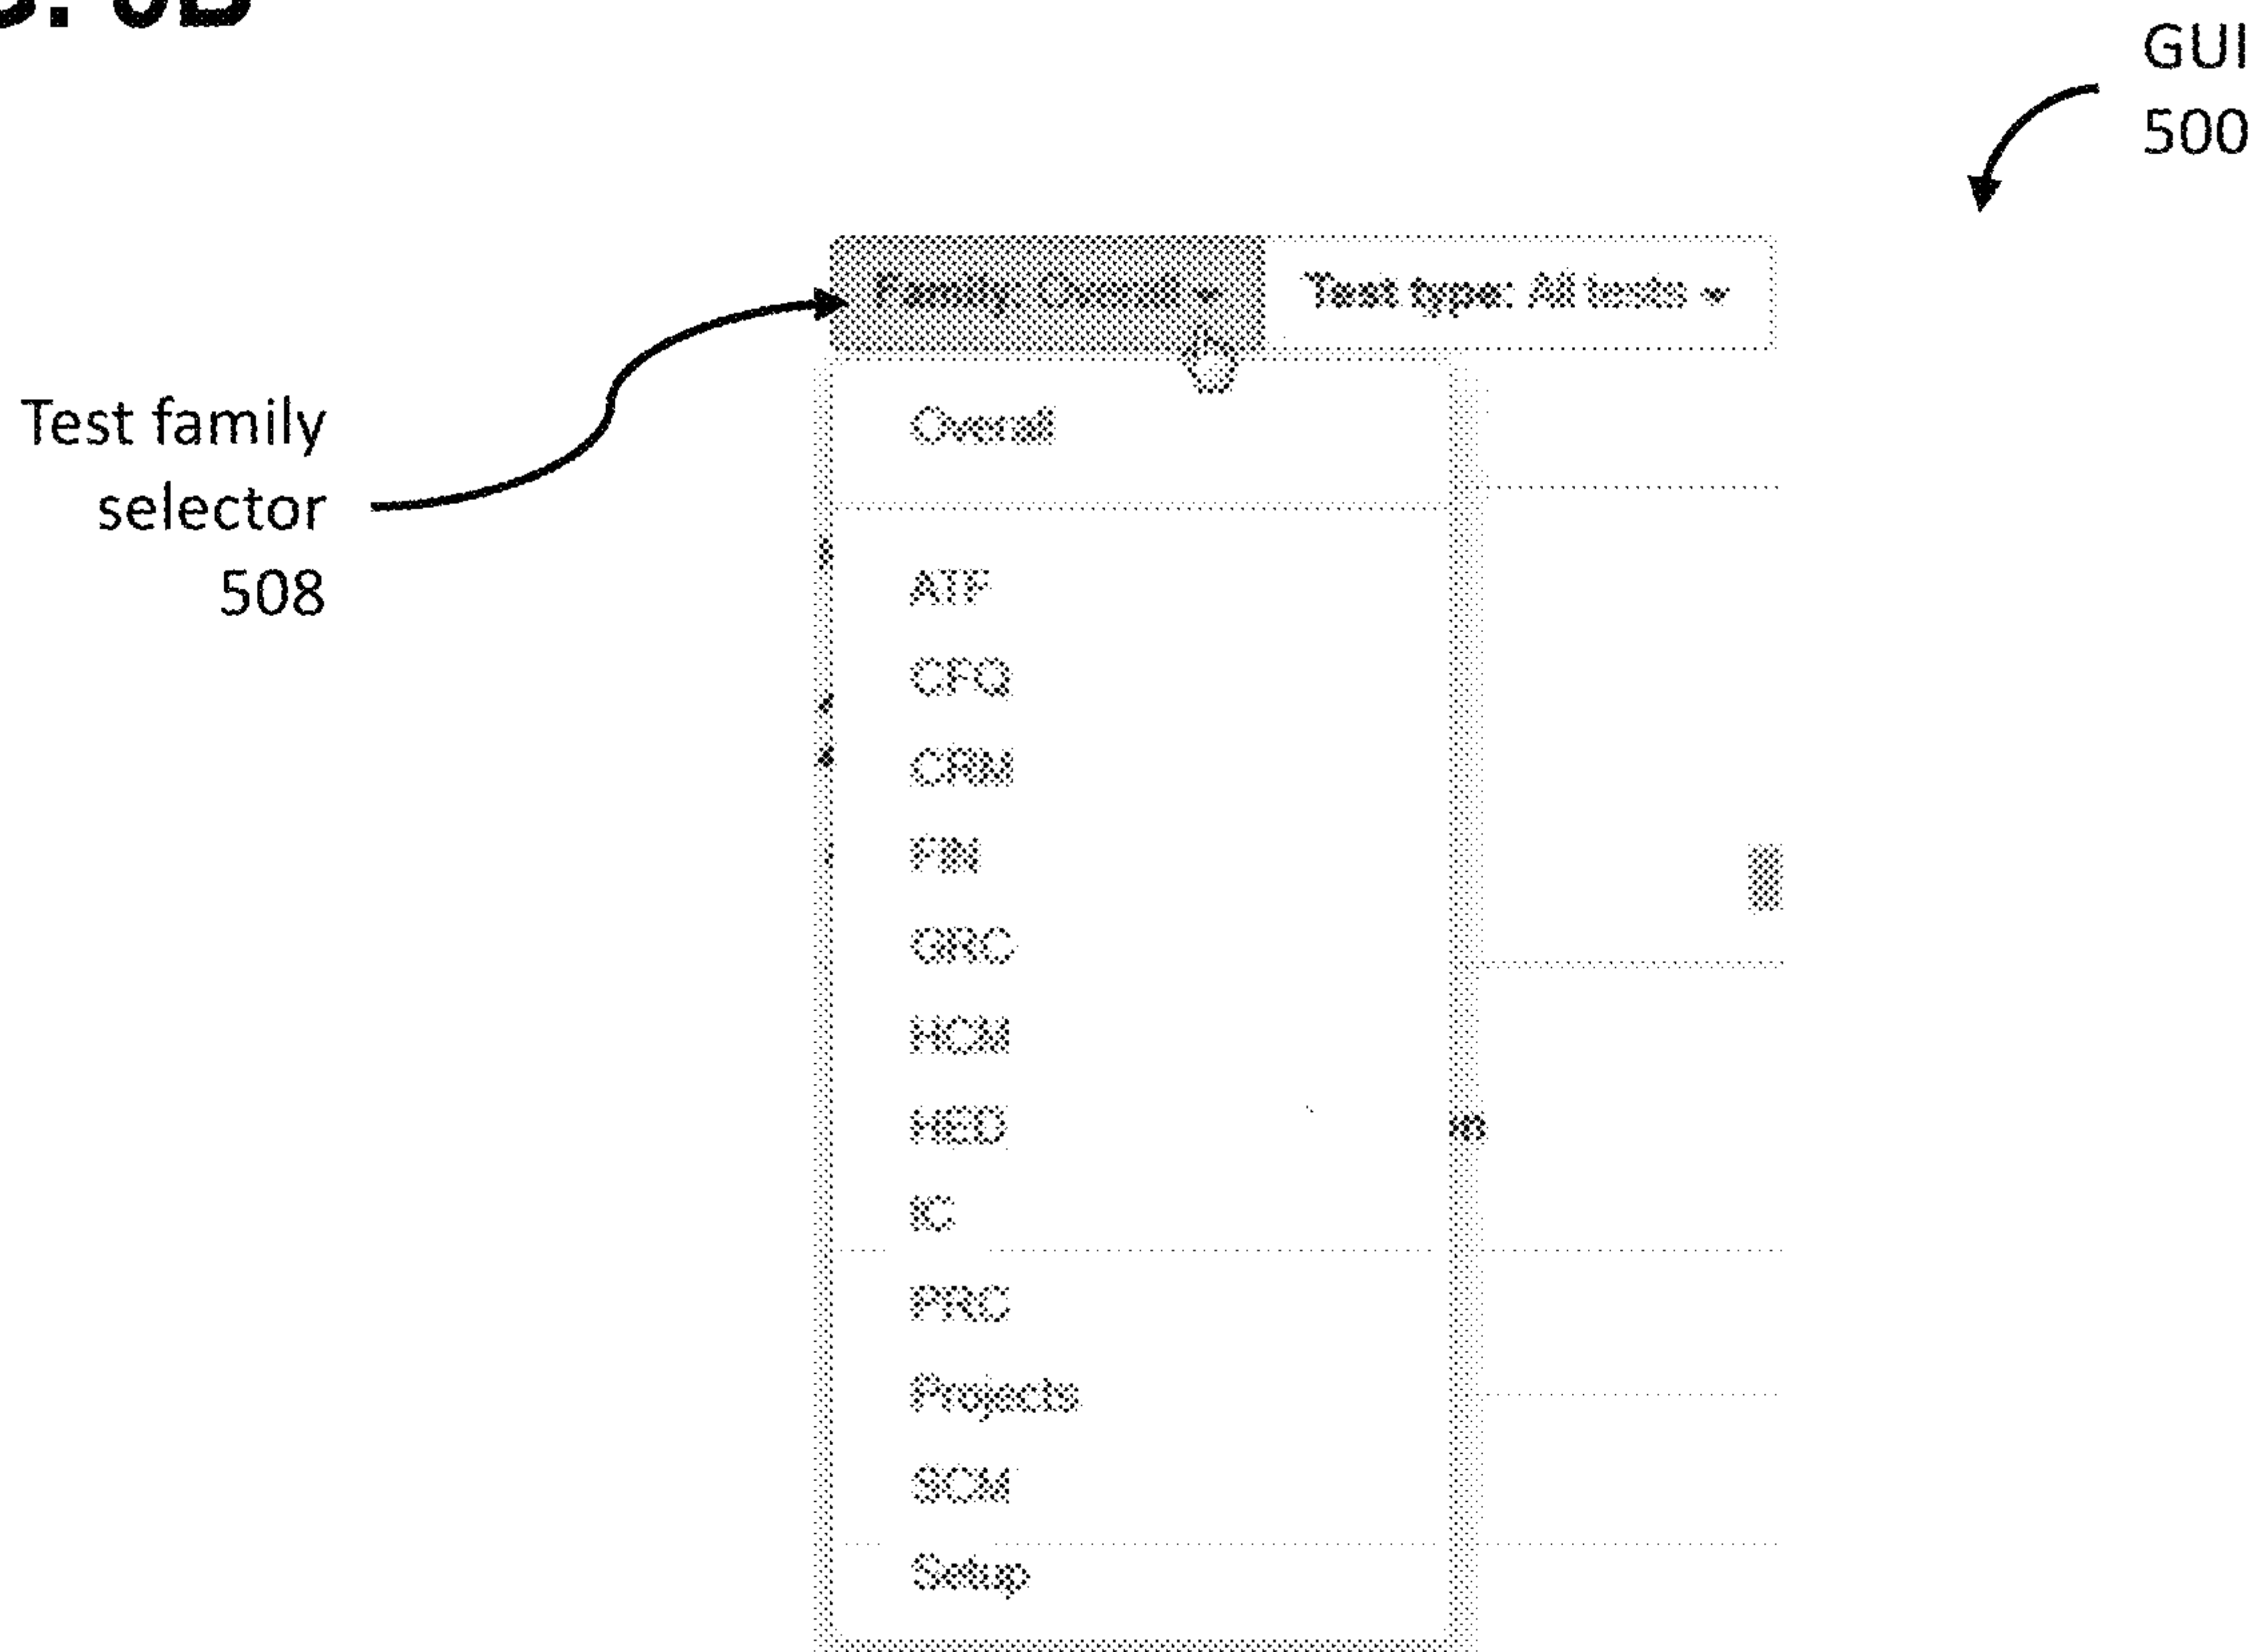 GUI
500
Family: Overall
Test type: All tests
Test family
selector
508
Overall
ATF
CFQ
CRM
FIN
GRC
HCM
HED
IC
PRC
Projects
SCM
Setup